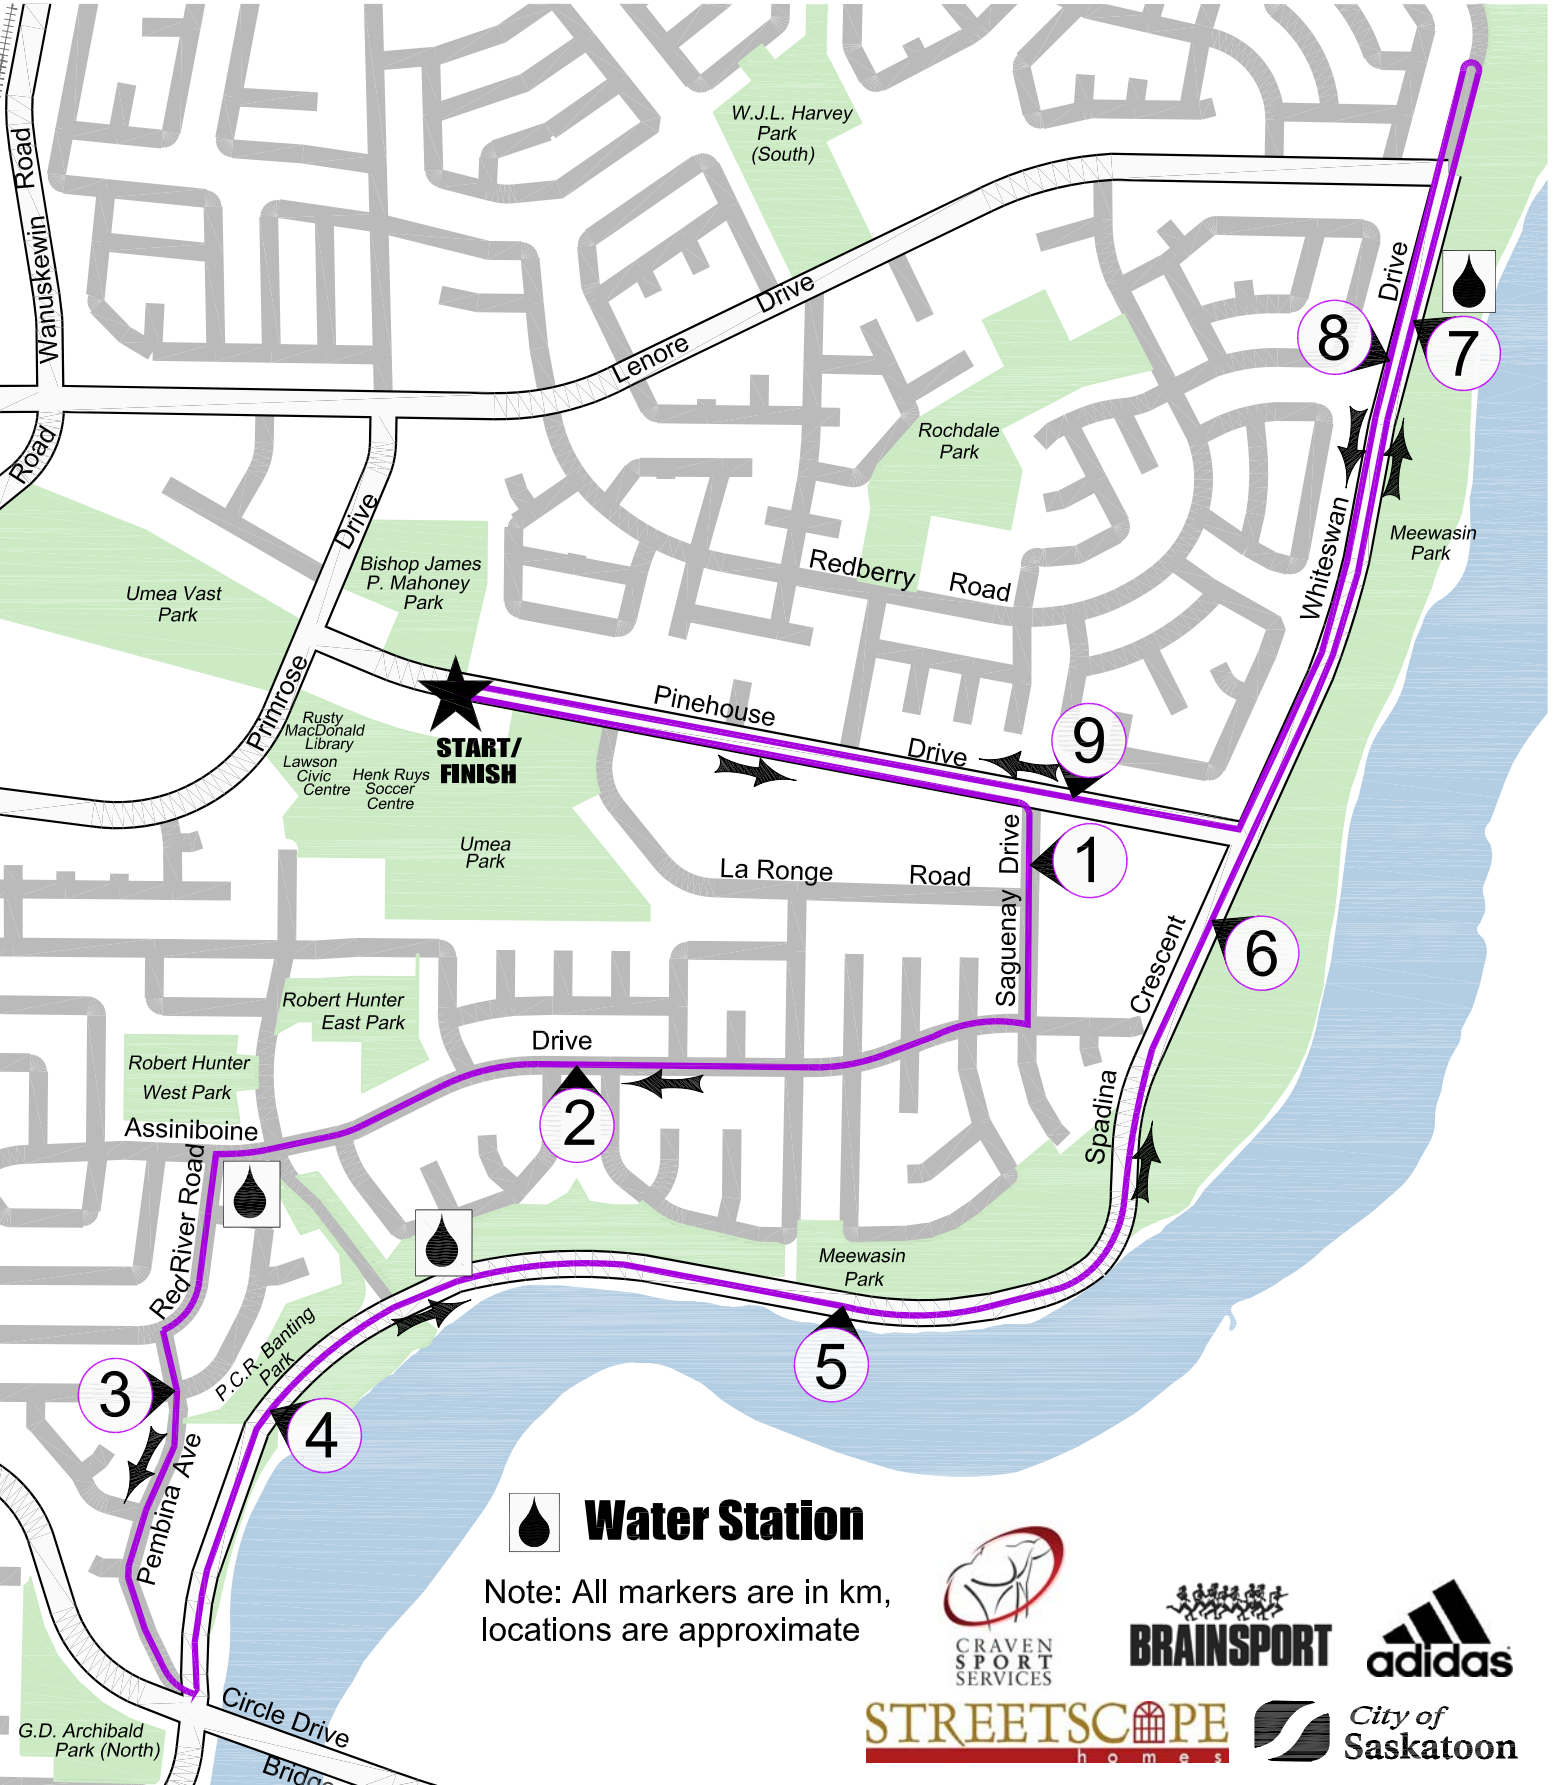 W.J.L. Harvey
Park
(South)
Wanuskewin Road
Road
Lenore Drive
Drive
8
7
Rochdale
Park
Drive
Whiteswan
Meewasin
Park
Redberry Road
Bishop James
P. Mahoney
Park
Umea Vast
Park
Primrose
Pinehouse Drive
START/
FINISH
Rusty
MacDonald
Library
Lawson
Civic
Centre
Henk Ruys
Soccer
Centre
9
Umea
Park
La Ronge Road
Saguenay Drive
1
6
Crescent
Spadina
Robert Hunter
East Park
Drive
Robert Hunter
West Park
Assiniboine
2
Red River Road
Meewasin
Park
P.C.R. Banting
Park
3
4
5
Pembina Ave
Water Station
Note: All markers are in km,
locations are approximate
Circle Drive
G.D. Archibald
Park (North)
CRAVEN
SPORT
SERVICES
BRAINSPORT
adidas
STREETSCAPE
homes
City of
Saskatoon